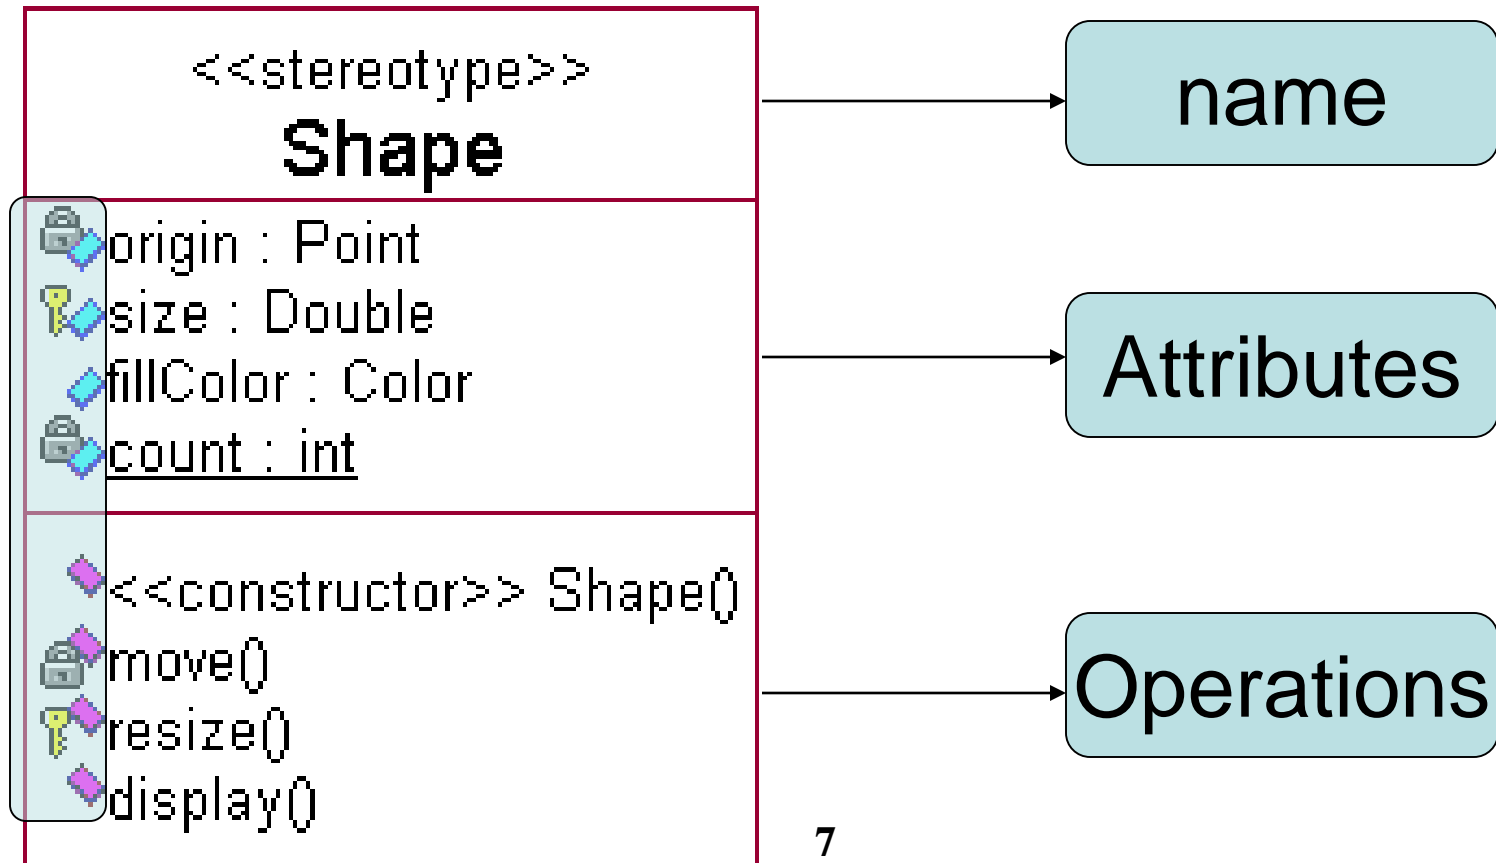 <<stereotype>>
Shape
name
origin : Point
size : Double
fillColor : Color
count : int
Attributes
<<constructor>> Shape()
move()
resize()
display()
Operations
7